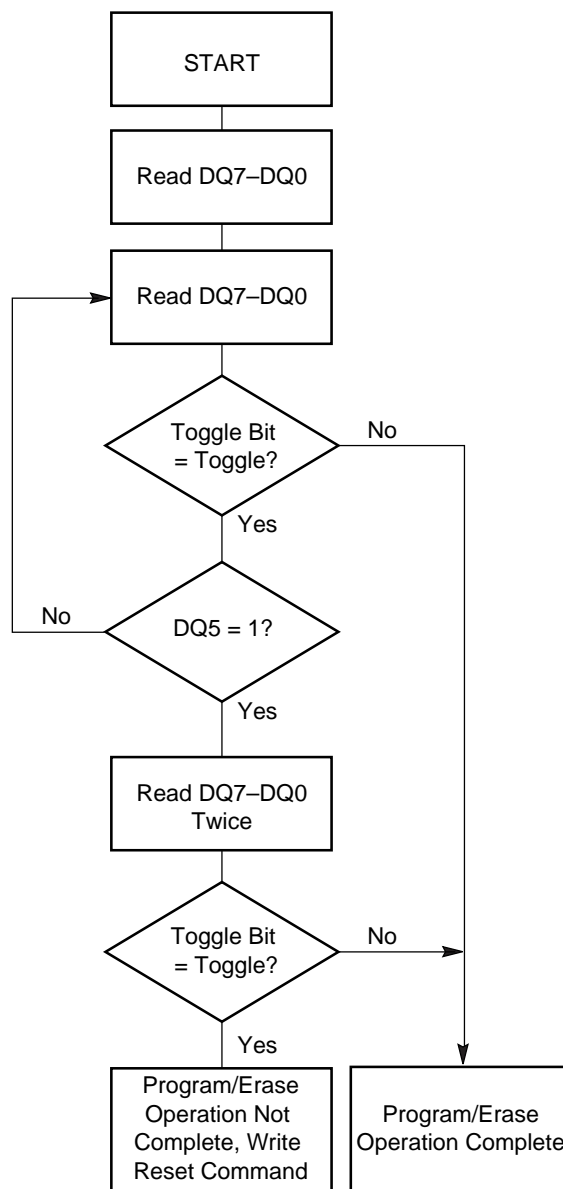 START
Read DQ7–DQ0
Read DQ7–DQ0
Toggle Bit
= Toggle?
No
Yes
No
DQ5 = 1?
Yes
Read DQ7–DQ0
Twice
Toggle Bit
= Toggle?
No
Yes
Program/Erase
Operation Not
Complete, Write
Reset Command
Program/Erase
Operation Complete